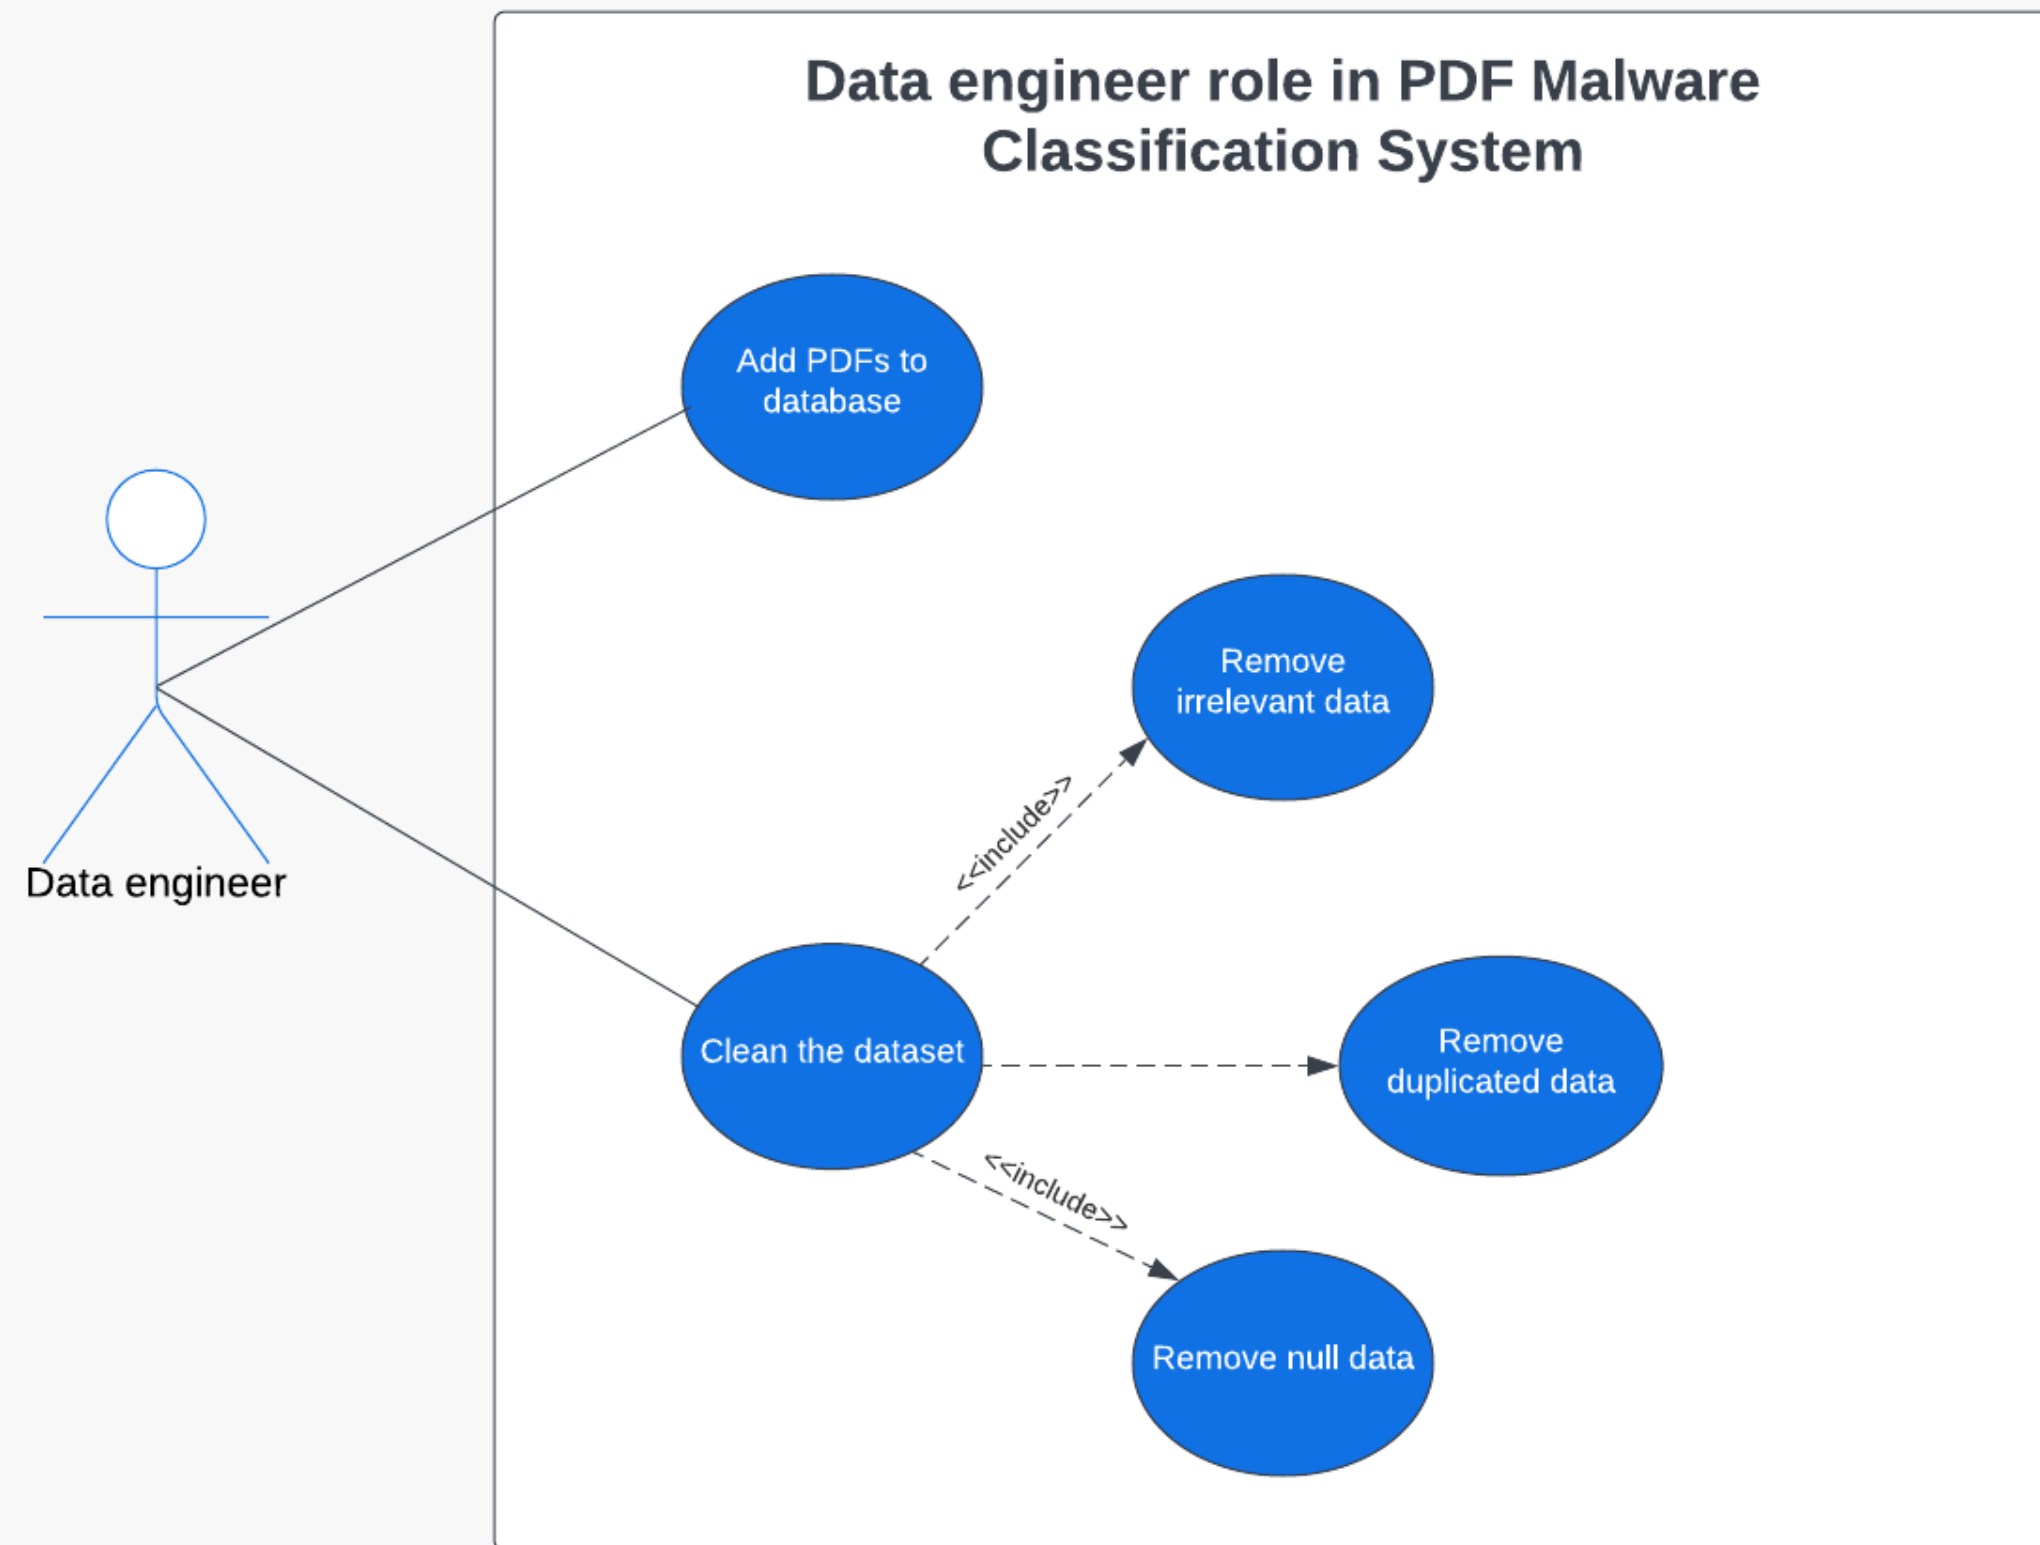 Data engineer role in PDF Malware
Classification System
Add PDFs to
database
Remove
irrelevant data
<<include>>
Data engineer
Clean the dataset
Remove
duplicated data
<<include>>
Remove null data